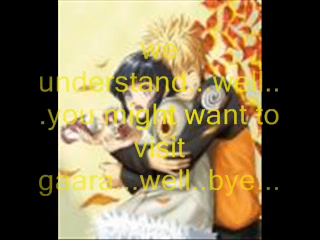 we
understand.. well..
.you might want to
visit
gaara...well..bye...